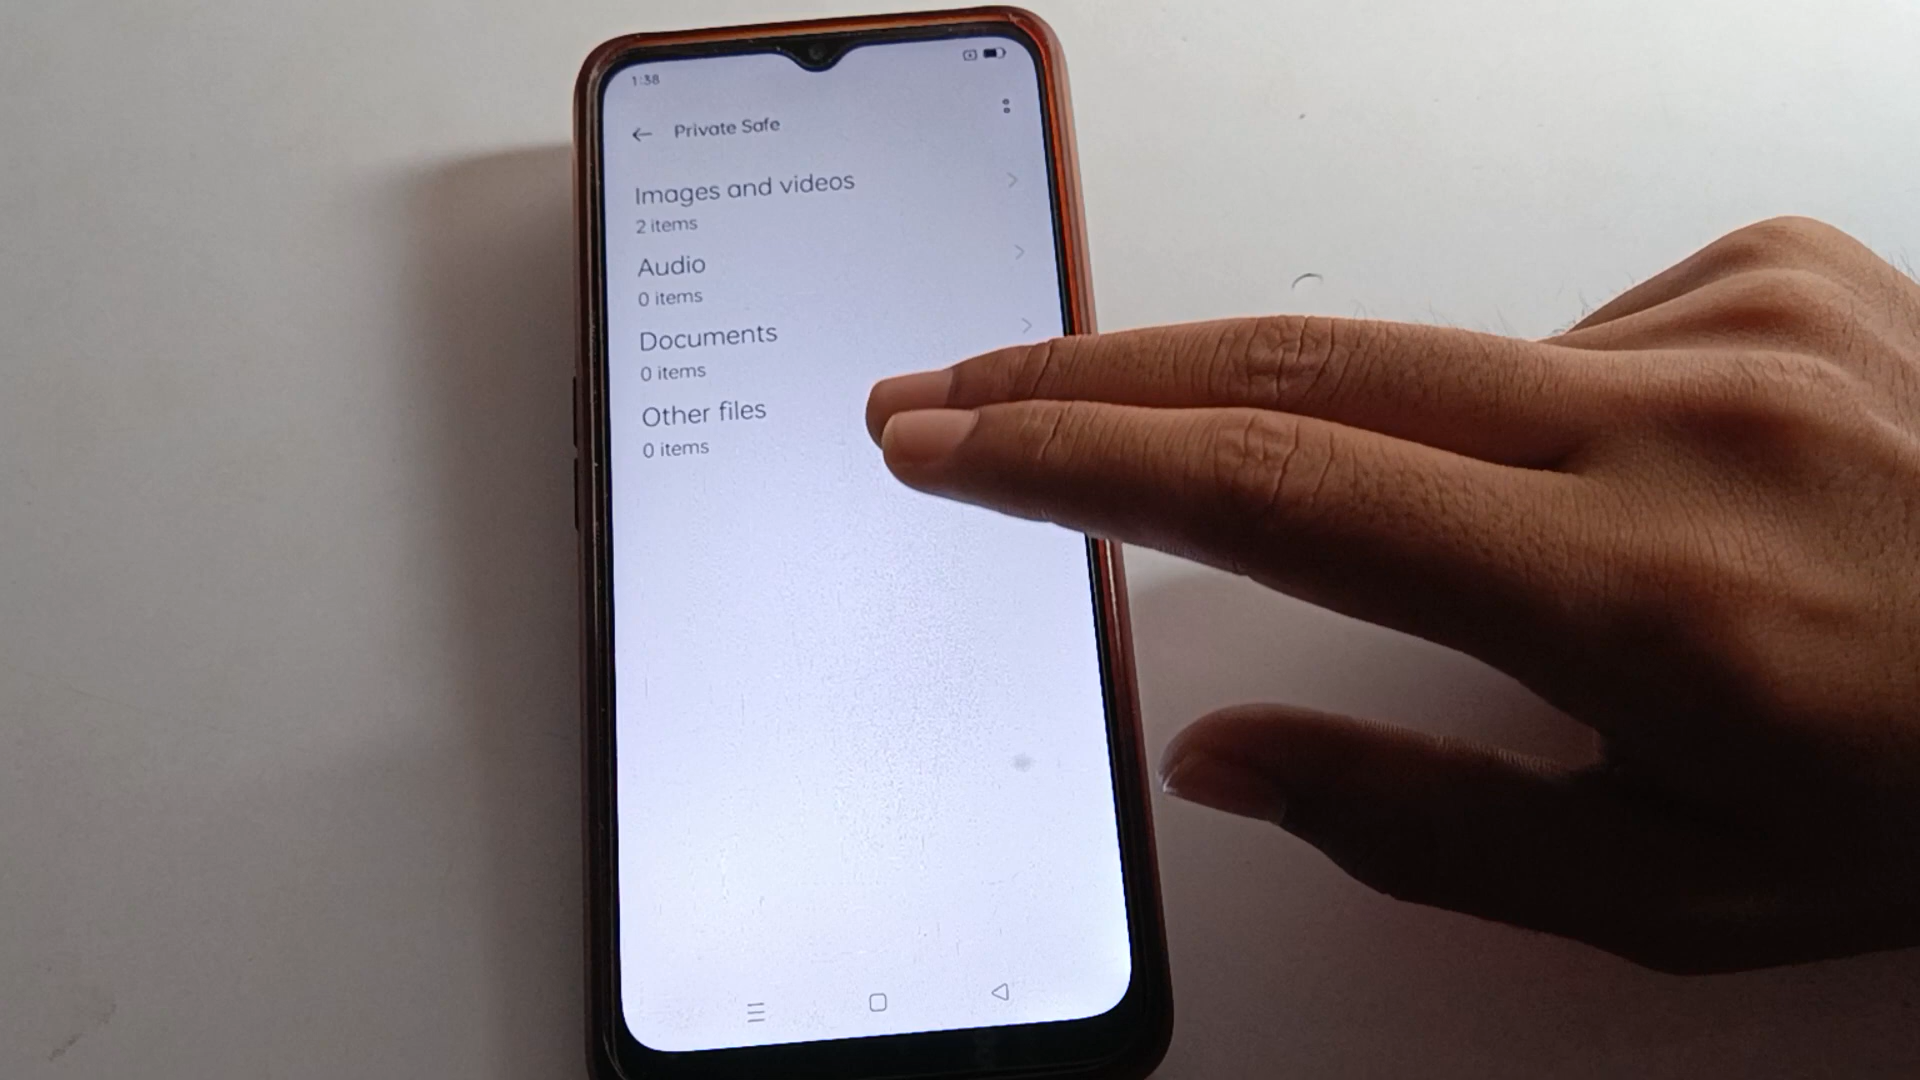 1:38
Private Safe
Images and videos
2 items
Audio
0 items
Documents
0 items
Other files
0 items